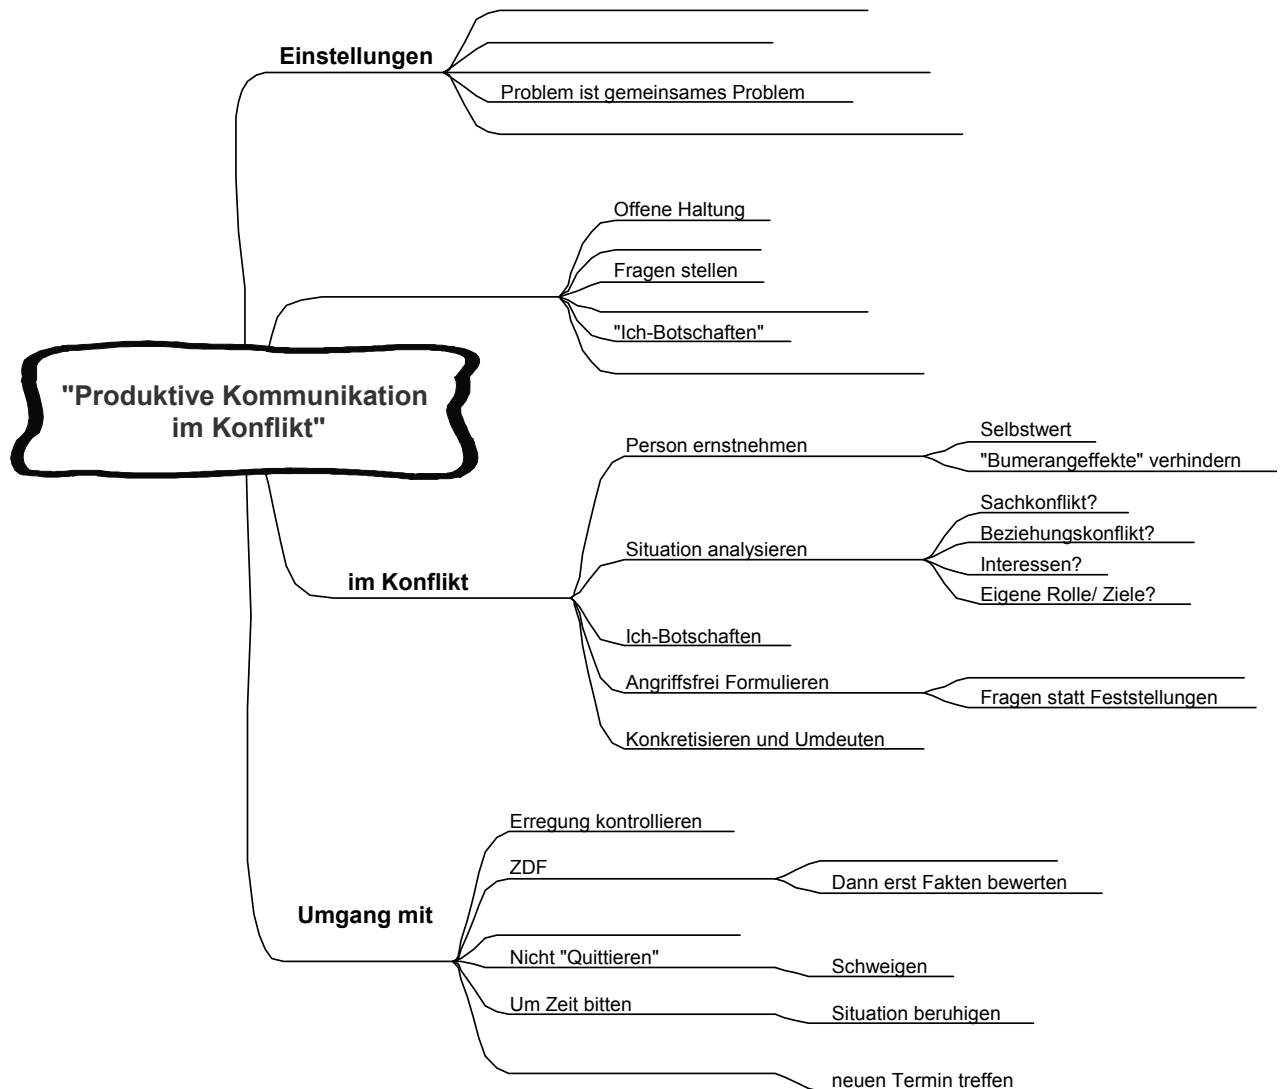 Einstellungen
Problem ist gemeinsames Problem
Offene Haltung
Fragen stellen
"Ich-Botschaften"
"Produktive Kommunikation
im Konflikt"
im Konflikt
Person ernstnehmen
Selbstwert
"Bumerangeffekte" verhindern
Situation analysieren
Sachkonflikt?
Beziehungskonflikt?
Interessen?
Eigene Rolle/ Ziele?
Ich-Botschaften
Angriffsfrei Formulieren
Fragen statt Feststellungen
Konkretisieren und Umdeuten
Umgang mit
Erregung kontrollieren
ZDF
Dann erst Fakten bewerten
Nicht "Quittieren"
Schweigen
Um Zeit bitten
Situation beruhigen
neuen Termin treffen